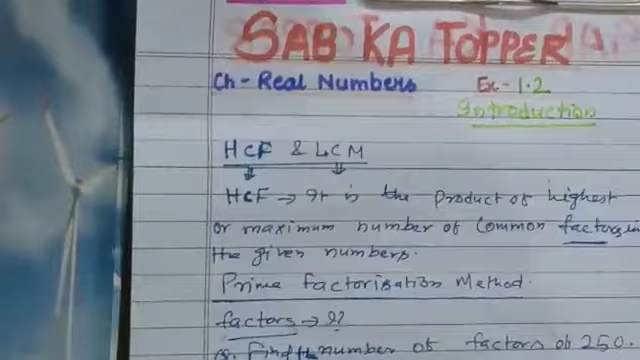 SAB KA TOPPER
Ch - Real Numbers Ex - 1.2
Introduction
HCF & LCM
HCF → It is the product of highest
or maximum number of common factors in
the given numbers.
Prime Factorisation Method.
factors → ??
Q. Find the number of factors of 250.